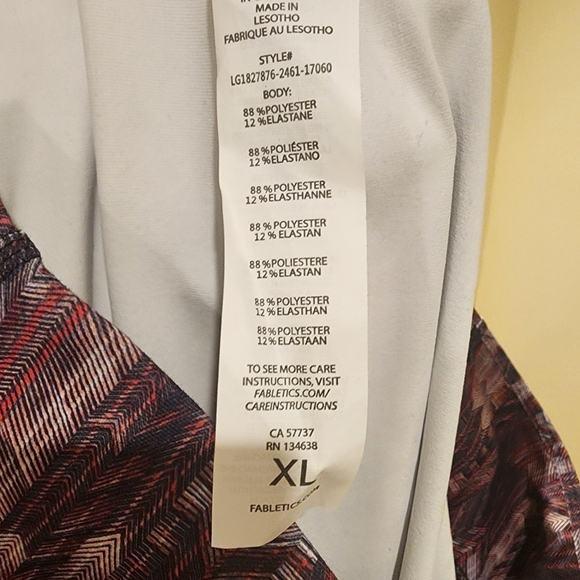 MADE IN
LESOTHO
FABRIQUE AU LESOTHO
STYLE#
LG1827876-2461-17060
BODY:
88 %POLYESTER
12 %ELASTANE
88 %POLIÉSTER
12 %ELASTANO
88 % POLYESTER
12 %ELASTHANNE
88 % POLYESTER
12 % ELASTAN
88 % POLIESTERE
12 % ELASTAN
88 % POLYESTER
12 % ELASTHAN
88% POLYESTER
12 % ELASTAAN
TO SEE MORE CARE
INSTRUCTIONS, VISIT
FABLETICS.COM/
CAREINSTRUCTIONS
CA 57737
RN 134638
XL
FABLETICS.COM